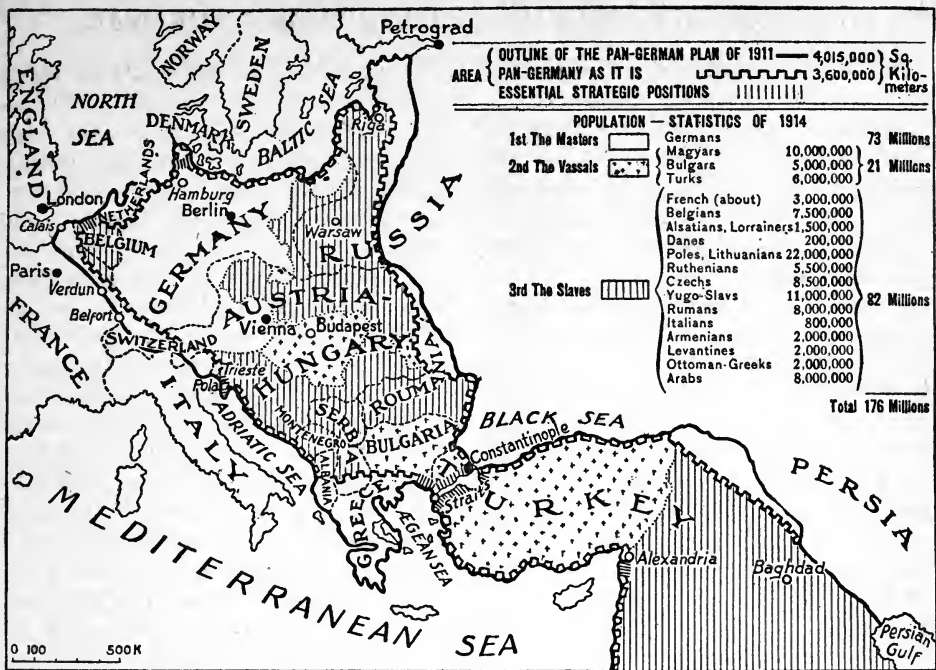 Petrograd
OUTLINE OF THE PAN-GERMAN PLAN OF 1911 4,015,000
AREA PAN-GERMANY AS IT IS 3,600,000
ESSENTIAL STRATEGIC POSITIONS
Sq. Kilo-meters
POPULATION — STATISTICS OF 1914
1st The Masters Germans 73 Millions
2nd The Vassals Magyars 10,000,000
Bulgars 5,000,000
Turks 6,000,000
21 Millions
3rd The Slaves
French (about) 3,000,000
Belgians 7,500,000
Alsatians, Lorrainers 1,500,000
Danes 200,000
Poles, Lithuanians 22,000,000
Ruthenians 5,500,000
Czechs 8,500,000
Yugo-Slavs 11,000,000
Rumans 8,000,000
Italians 800,000
Armenians 2,000,000
Levantines 2,000,000
Ottoman-Greeks 2,000,000
Arabs 8,000,000
82 Millions
Total 176 Millions
NORWAY
SWEDEN
ENGLAND
NORTH
SEA
DENMARK
BALTIC SEA
Riga
NETHERLANDS
Hamburg
London
Berlin
Calais
BELGIUM
Warsaw
GERMANY
RUSSIA
Paris
Verdun
Belfort
FRANCE
AUSTRIA-
HUNGARY
Vienna
Budapest
SWITZERLAND
Trieste
Pola
ITALY
ADRIATIC SEA
MONTENEGRO
SERBIA
ROUMANIA
BULGARIA
ALBANIA
BLACK SEA
Constantinople
Straits
GREECE
ÆGEAN SEA
TURKEY
PERSIA
Alexandria
Baghdad
MEDITERRANEAN SEA
Persian
Gulf
0 100 500 K